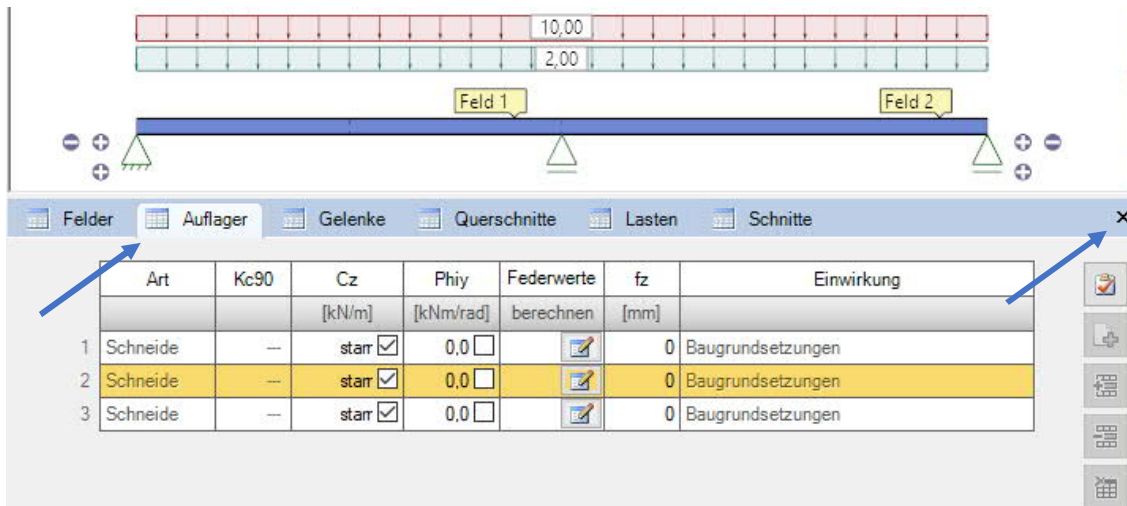 10,00
2,00
Feld 1 Feld 2
Felder Auflager Gelenke Querschnitte Lasten Schnitte
Art Kc90 Cz Phiy Federwerte fz Einwirkung
[kN/m] [kNm/rad] berechnen [mm]
1 Schneide --- starr 0,0 0 Baugrundsetzungen
2 Schneide --- starr 0,0 0 Baugrundsetzungen
3 Schneide --- starr 0,0 0 Baugrundsetzungen